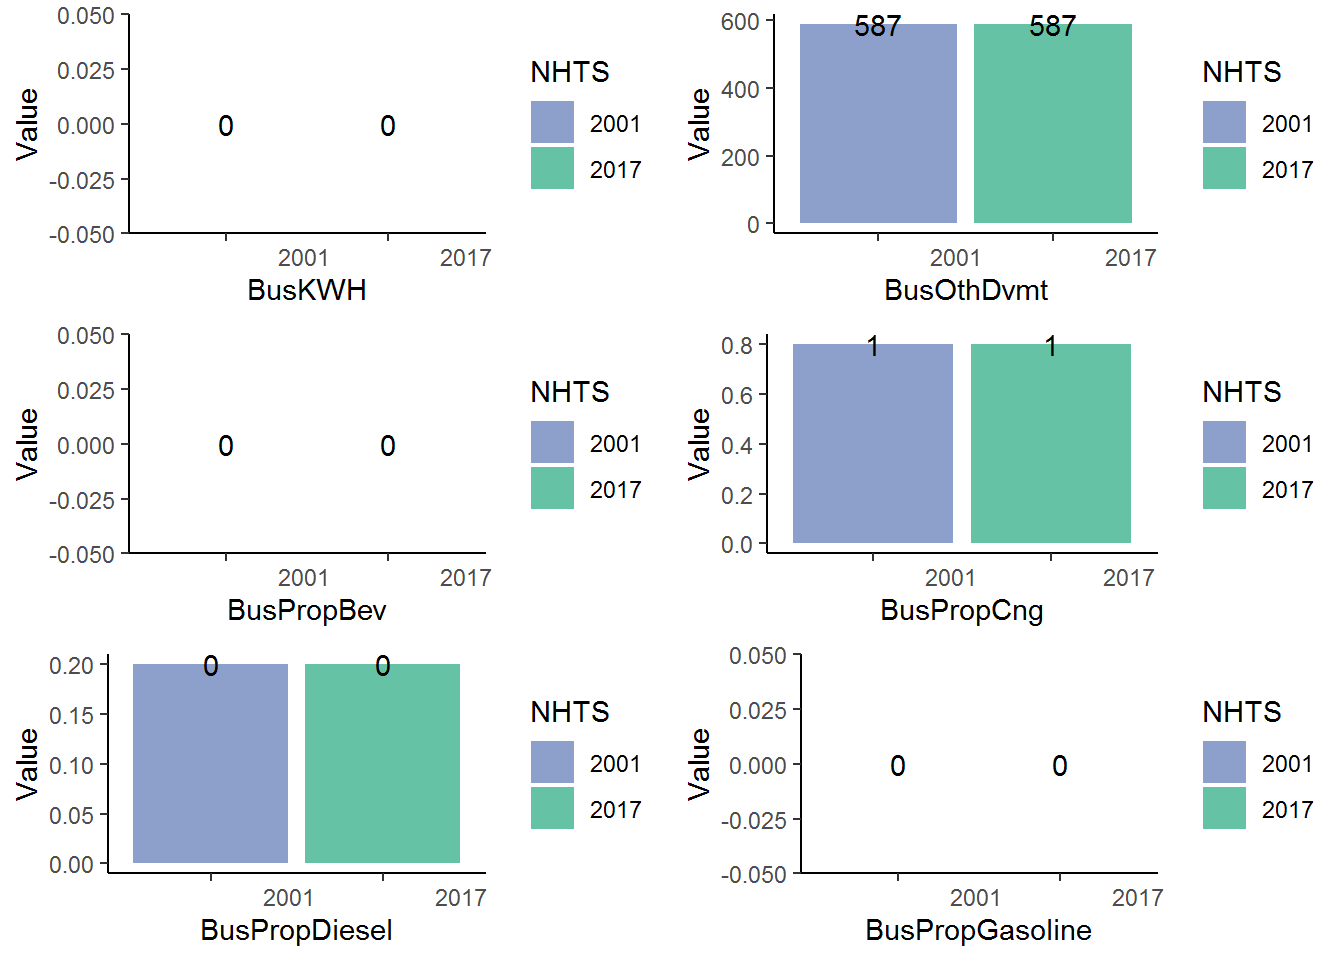 0.050
0.025
0.000
-0.025
-0.050
Value
0 0
2001 2017
BusKWH
NHTS
2001
2017
600
400
200
0
Value
587 587
2001 2017
BusOthDvmt
NHTS
2001
2017
0.050
0.025
0.000
-0.025
-0.050
Value
0 0
2001 2017
BusPropBev
NHTS
2001
2017
0.8
0.6
0.4
0.2
0.0
Value
1 1
2001 2017
BusPropCng
NHTS
2001
2017
0.20
0.15
0.10
0.05
0.00
Value
0 0
2001 2017
BusPropDiesel
NHTS
2001
2017
0.050
0.025
0.000
-0.025
-0.050
Value
0 0
2001 2017
BusPropGasoline
NHTS
2001
2017